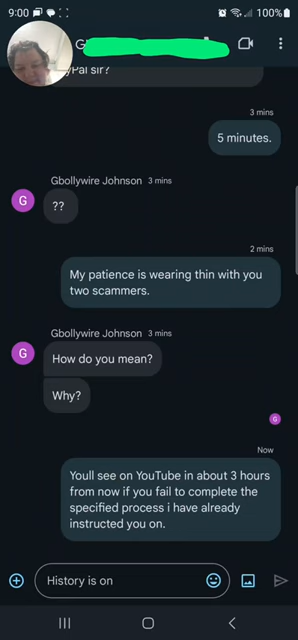 9:00
100%
G
yPal sir?
3 mins
5 minutes.
Gbollywire Johnson 3 mins
G
??
2 mins
My patience is wearing thin with you
two scammers.
Gbollywire Johnson 3 mins
G
How do you mean?
Why?
G
Now
Youll see on YouTube in about 3 hours
from now if you fail to complete the
specified process i have already
instructed you on.
History is on